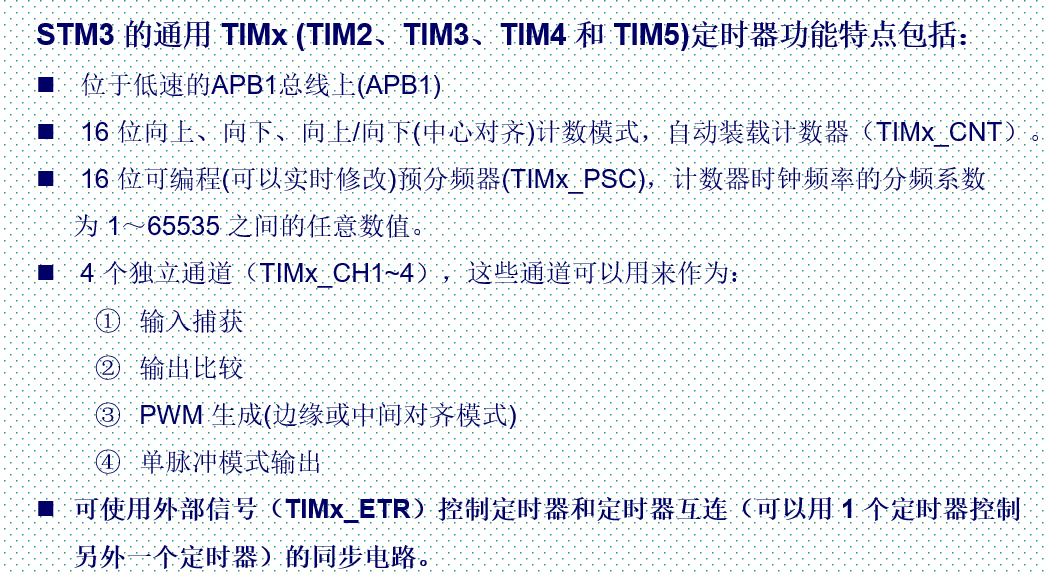 STM3 的通用 TIMx (TIM2、TIM3、TIM4 和 TIM5)定时器功能特点包括：
■ 位于低速的APB1总线上(APB1)
■ 16 位向上、向下、向上/向下(中心对齐)计数模式，自动装载计数器（TIMx_CNT）。
■ 16 位可编程(可以实时修改)预分频器(TIMx_PSC)，计数器时钟频率的分频系数
为 1～65535 之间的任意数值。
■ 4 个独立通道（TIMx_CH1~4），这些通道可以用来作为：
① 输入捕获
② 输出比较
③ PWM 生成(边缘或中间对齐模式)
④ 单脉冲模式输出
■ 可使用外部信号（TIMx_ETR）控制定时器和定时器互连（可以用 1 个定时器控制
另外一个定时器）的同步电路。